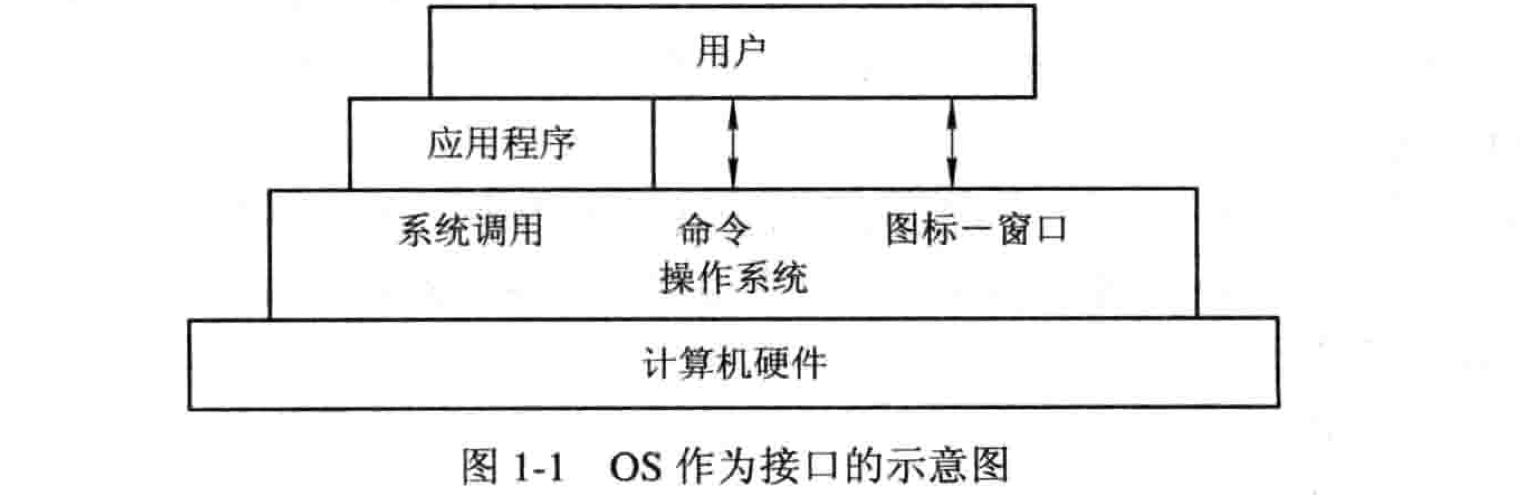 用户
应用程序
系统调用 命令 图标－窗口
操作系统
计算机硬件
图 1-1 OS 作为接口的示意图